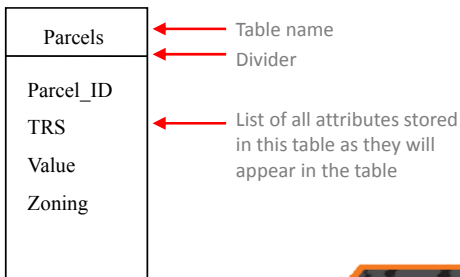 Parcels
Table name
Divider
Parcel_ID
TRS
Value
Zoning
List of all attributes stored
in this table as they will
appear in the table